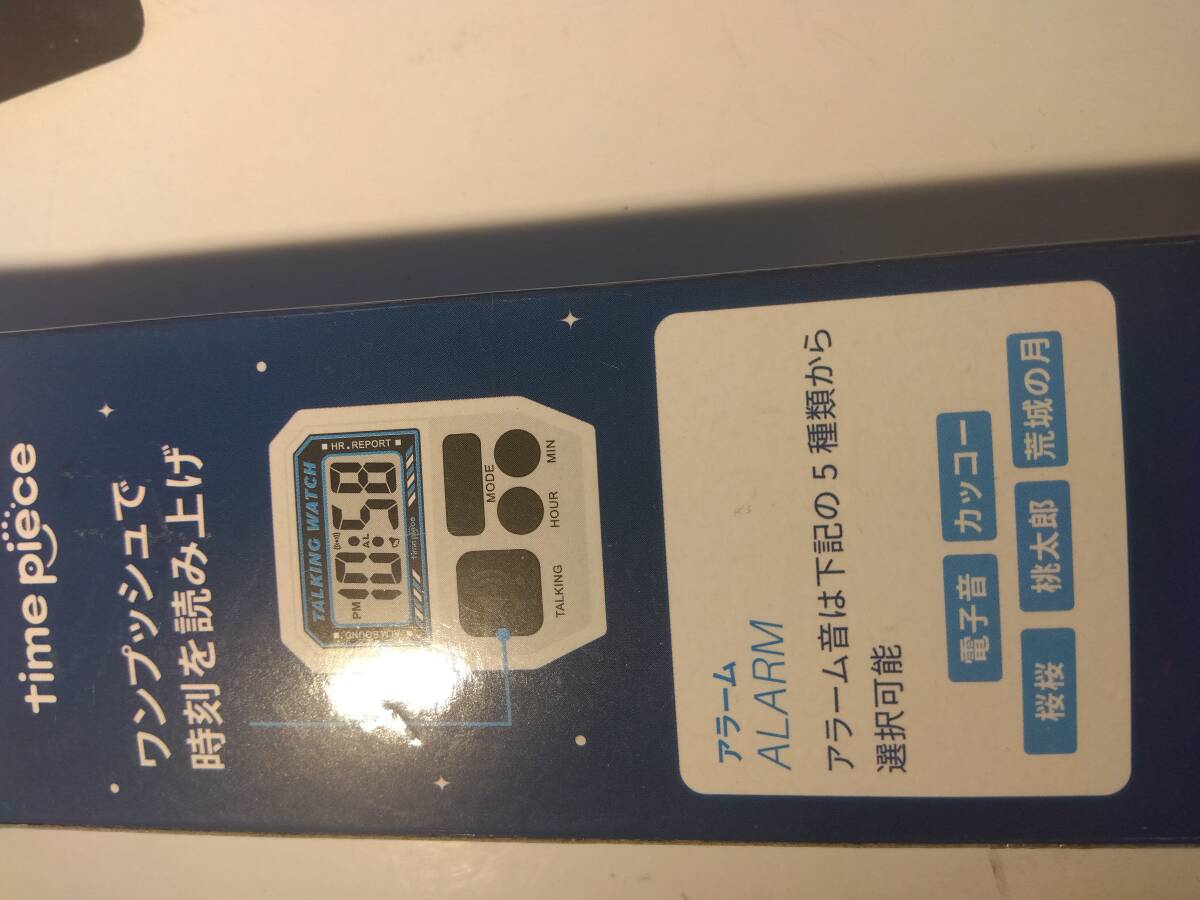 time piece
ワンプッシュで
時刻を読み上げ
TALKING WATCH
HR.REPORT
PM
AL
10:58
time piece
MODE
HOUR
MIN
TALKING
アラーム
ALARM
アラーム音は下記の5種類から
選択可能
電子音
カッコー
桜桜
桃太郎
荒城の月